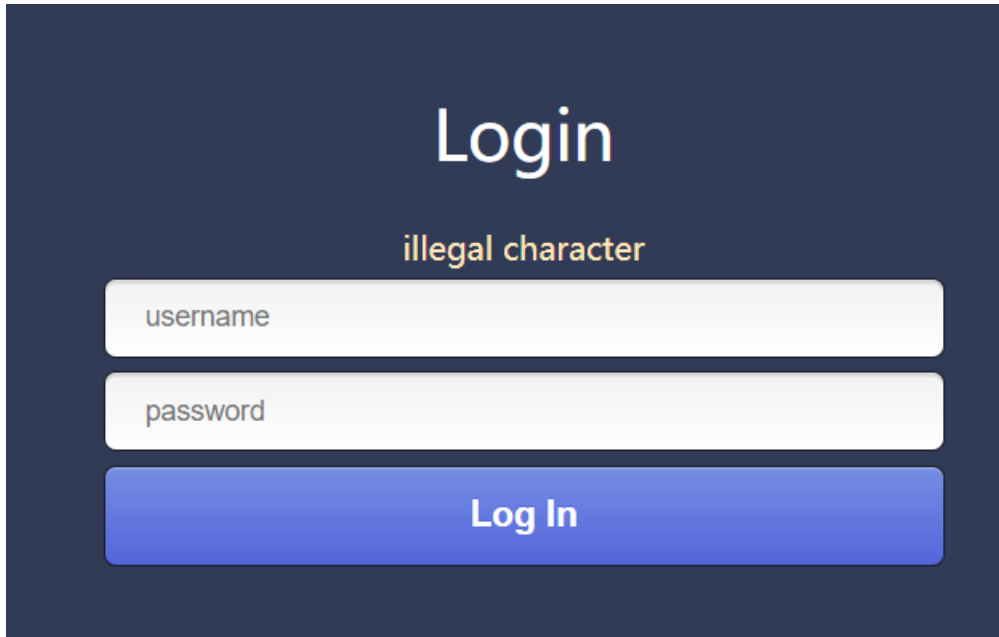 Login
illegal character
username
password
Log In